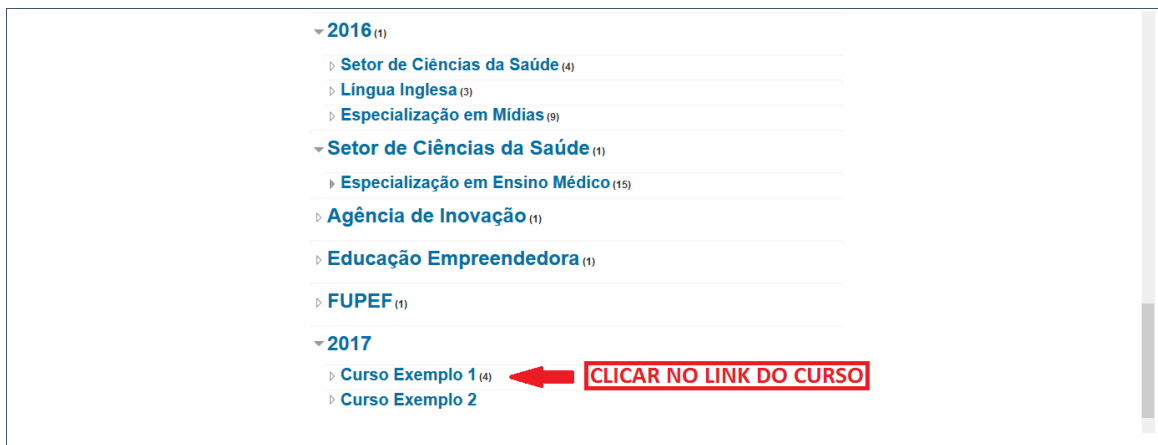 2016 (1)
Setor de Ciências da Saúde (4)
Língua Inglesa (3)
Especialização em Mídias (9)
Setor de Ciências da Saúde (1)
Especialização em Ensino Médico (15)
Agência de Inovação (1)
Educação Empreendedora (1)
FUPEF (1)
2017
Curso Exemplo 1 (4) CLICAR NO LINK DO CURSO
Curso Exemplo 2